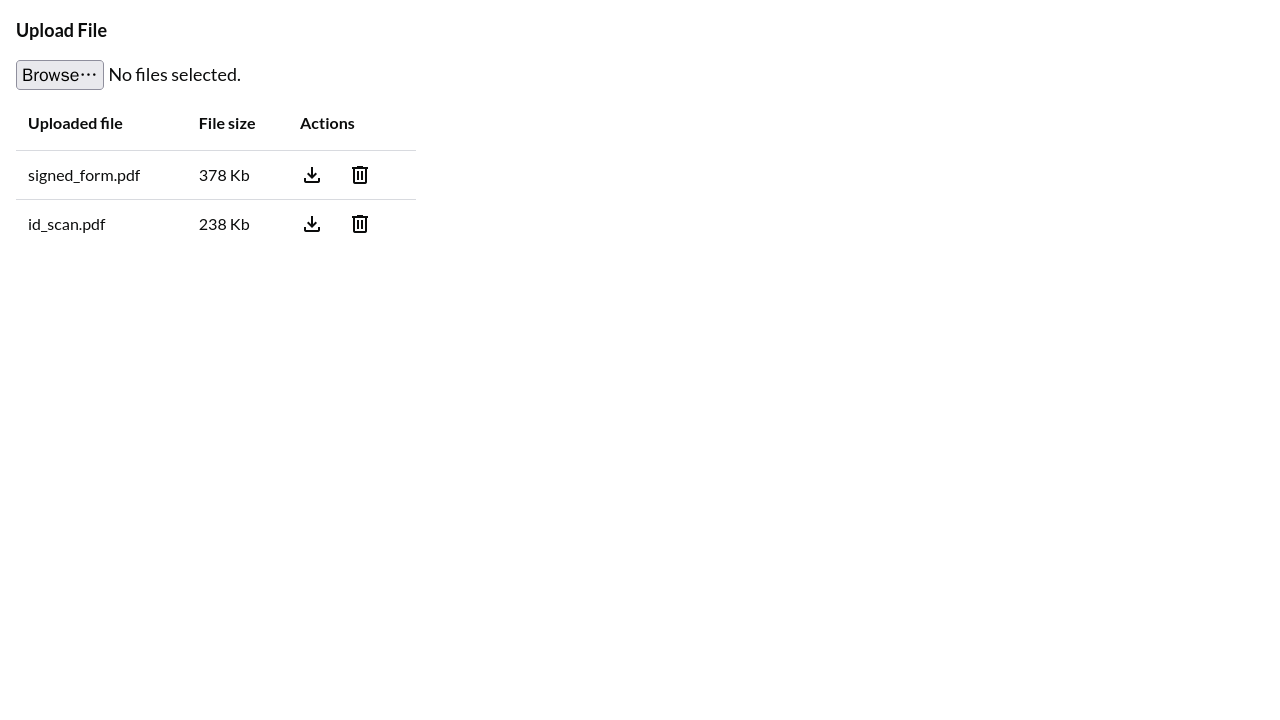 Upload File
Browse… No files selected.
Uploaded file File size Actions
signed_form.pdf 378 Kb
id_scan.pdf 238 Kb